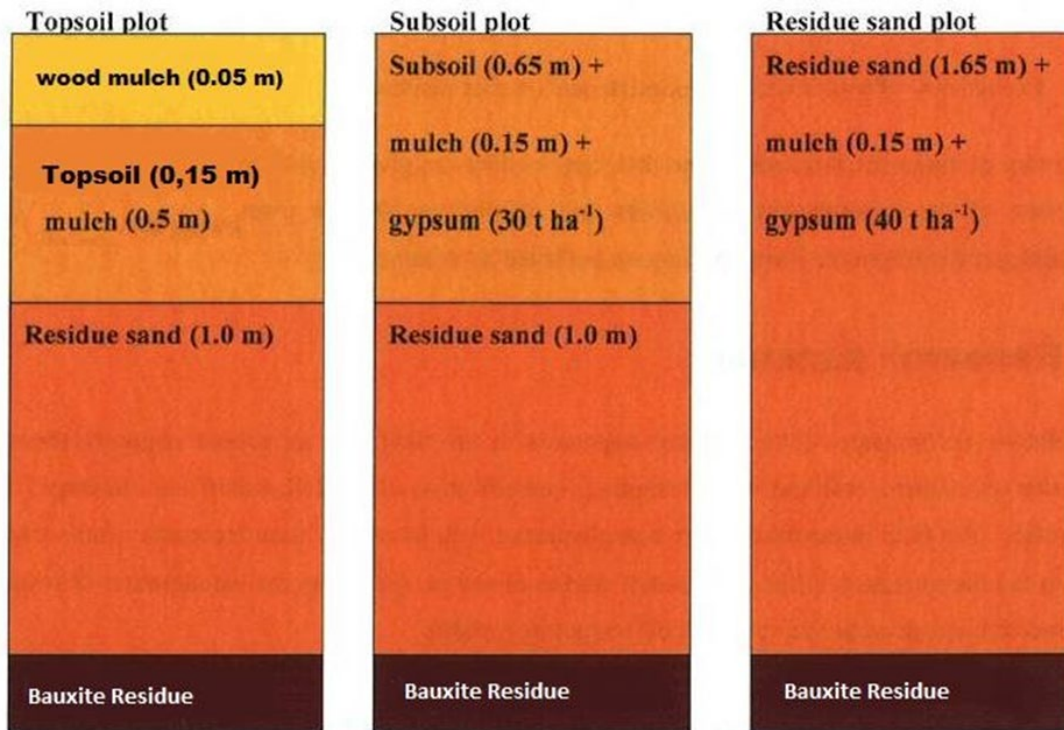 Topsoil plot
wood mulch (0.05 m)
Topsoil (0,15 m)
mulch (0.5 m)
Residue sand (1.0 m)
Bauxite Residue
Subsoil plot
Subsoil (0.65 m) +
mulch (0.15 m) +
gypsum (30 t ha⁻¹)
Residue sand (1.0 m)
Bauxite Residue
Residue sand plot
Residue sand (1.65 m) +
mulch (0.15 m) +
gypsum (40 t ha⁻¹)
Bauxite Residue